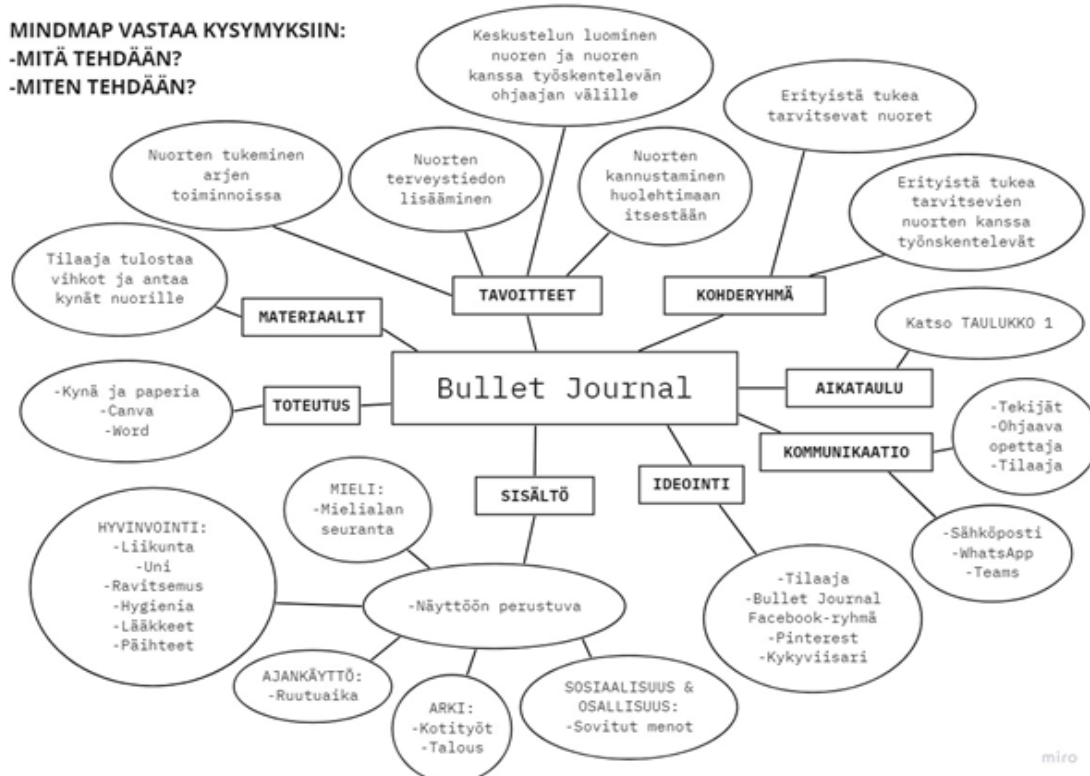 MINDMAP VASTAA KYSYMYKSIIN:
-MITÄ TEHDÄÄN?
-MITEN TEHDÄÄN?
Keskustelun luominen
nuoren ja nuoren
kanssa työskentelevän
ohjaajan välille
Erityistä tukea
tarvitsevat nuoret
Nuorten tukeminen
arjen
toiminnoissa
Nuorten
terveystiedon
lisääminen
Nuorten
kannustaminen
huolehtimaan
itsestään
Erityistä tukea
tarvitsevien
nuorten kanssa
työnskentelevät
Tilaaja tulostaa
vihkot ja antaa
kynät nuorille
MATERIAALIT
TAVOITTEET
KOHDERYHMÄ
Katso TAULUKKO 1
Bullet Journal
AIKATAULU
-Kynä ja paperia
-Canva
-Word
TOTEUTUS
KOMMUNIKAATIO
-Tekijät
-Ohjaava
opettaja
-Tilaaja
SISÄLTÖ
IDEOINTI
MIELI:
-Mielialan
seuranta
-Sähköposti
-WhatsApp
-Teams
HYVINVOINTI:
-Liikunta
-Uni
-Ravitsemus
-Hygienia
-Lääkkeet
-Päihteet
-Näyttöön perustuva
-Tilaaja
-Bullet Journal
Facebook-ryhmä
-Pinterest
-Kykyviisari
AJANKÄYTTÖ:
-Ruutuaika
ARKI:
-Kotityöt
-Talous
SOSIAALISUUS &
OSALLISUUS:
-Sovitut menot
miro